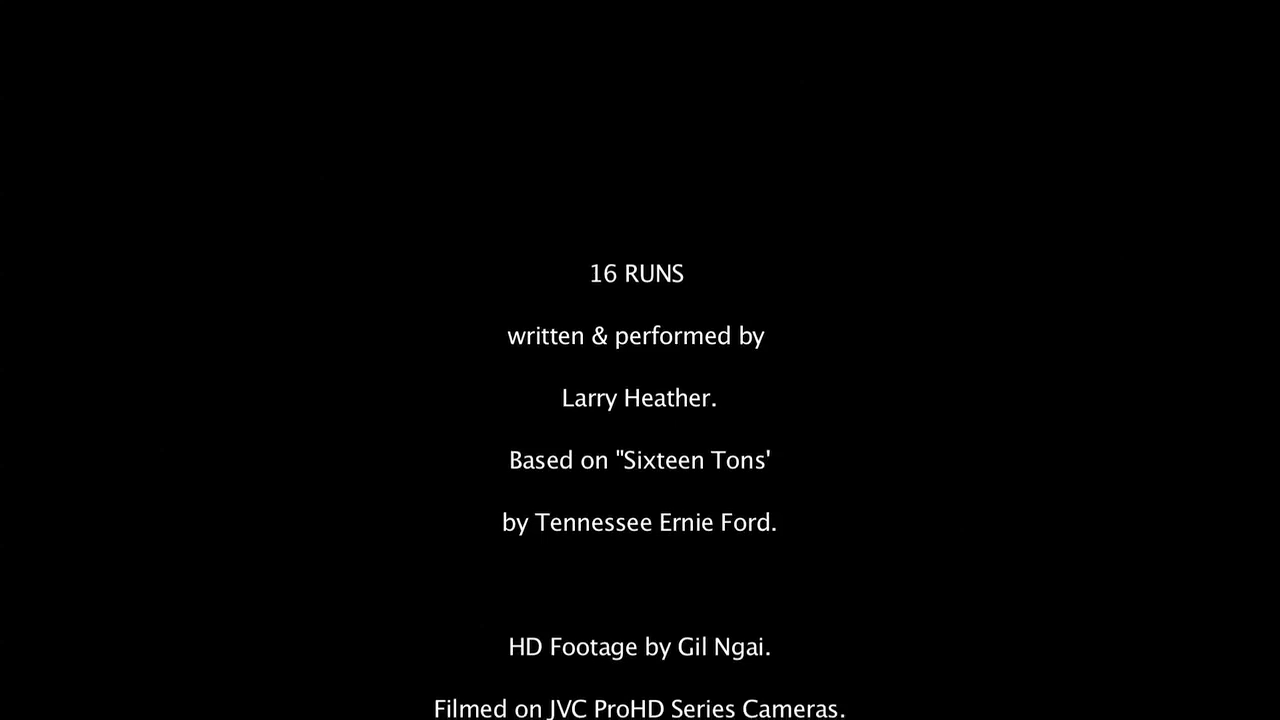 16 RUNS
written & performed by
Larry Heather.
Based on "Sixteen Tons'
by Tennessee Ernie Ford.
HD Footage by Gil Ngai.
Filmed on JVC ProHD Series Cameras.